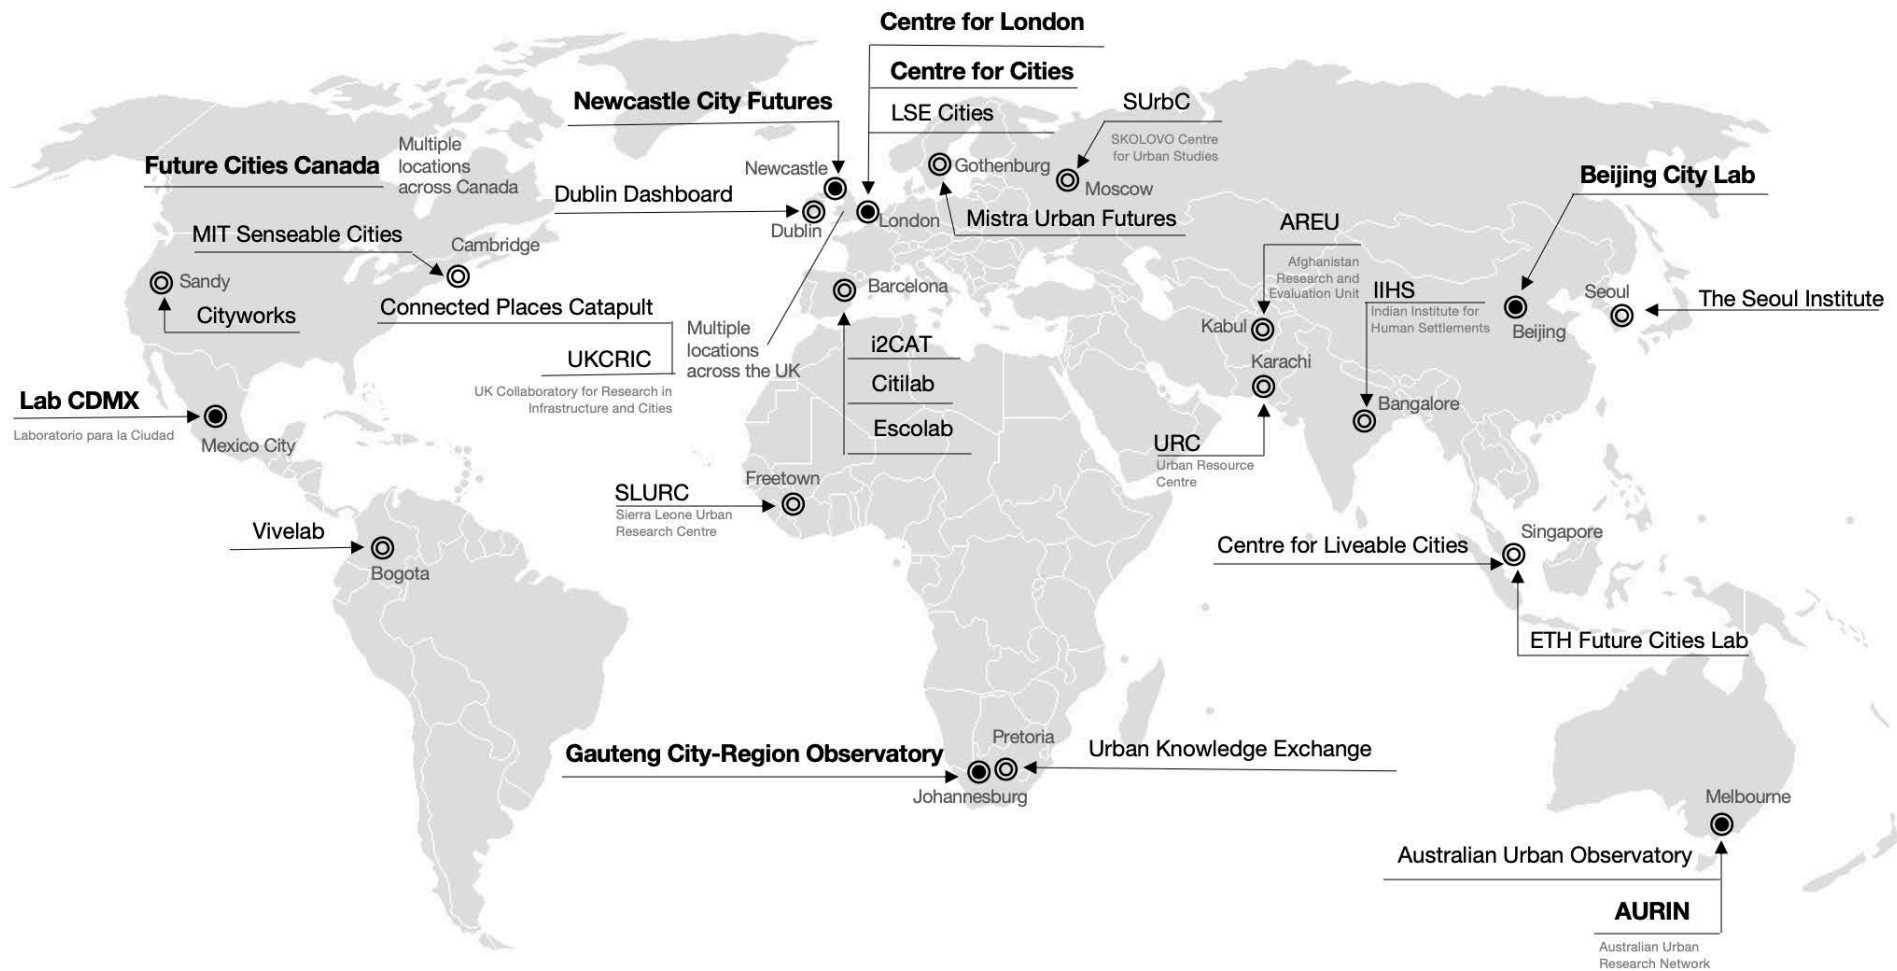 Centre for London
Centre for Cities
LSE Cities
Newcastle City Futures
Newcastle
SUrbC
SKOLOVO Centre
for Urban Studies
Gothenburg
Moscow
Mistra Urban Futures
Future Cities Canada
Multiple
locations
across Canada
Dublin Dashboard
Dublin
London
Beijing City Lab
MIT Senseable Cities
Cambridge
AREU
Afghanistan
Research and
Evaluation Unit
Sandy
Cityworks
Connected Places Catapult
UKCRIC
UK Collaboratory for Research in
Infrastructure and Cities
Multiple
locations
across the UK
Barcelona
i2CAT
Citilab
Escolab
IIHS
Indian Institute for
Human Settlements
Kabul
Karachi
Bangalore
URC
Urban Resource
Centre
Beijing
Seoul
The Seoul Institute
Lab CDMX
Laboratorio para la Ciudad
Mexico City
Freetown
SLURC
Sierra Leone Urban
Research Centre
Vivelab
Bogota
Singapore
Centre for Liveable Cities
ETH Future Cities Lab
Gauteng City-Region Observatory
Johannesburg
Pretoria
Urban Knowledge Exchange
Melbourne
Australian Urban Observatory
AURIN
Australian Urban
Research Network